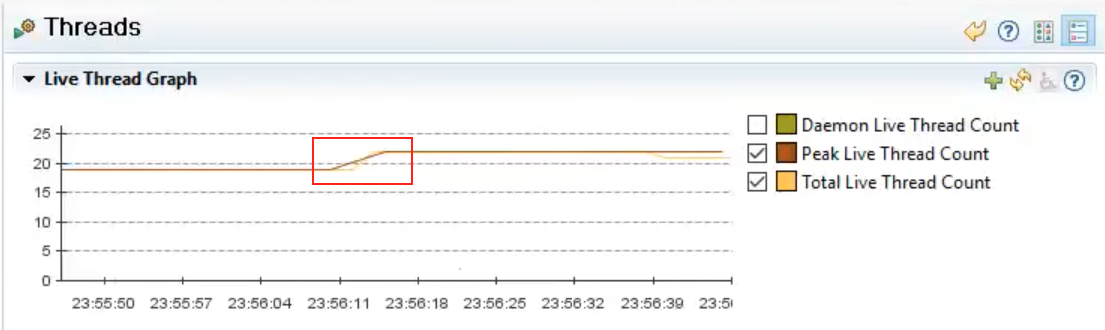 Threads
Live Thread Graph
25
20
15
10
5
0
23:55:50 23:55:57 23:56:04 23:56:11 23:56:18 23:56:25 23:56:32 23:56:39 23:5
Daemon Live Thread Count
Peak Live Thread Count
Total Live Thread Count